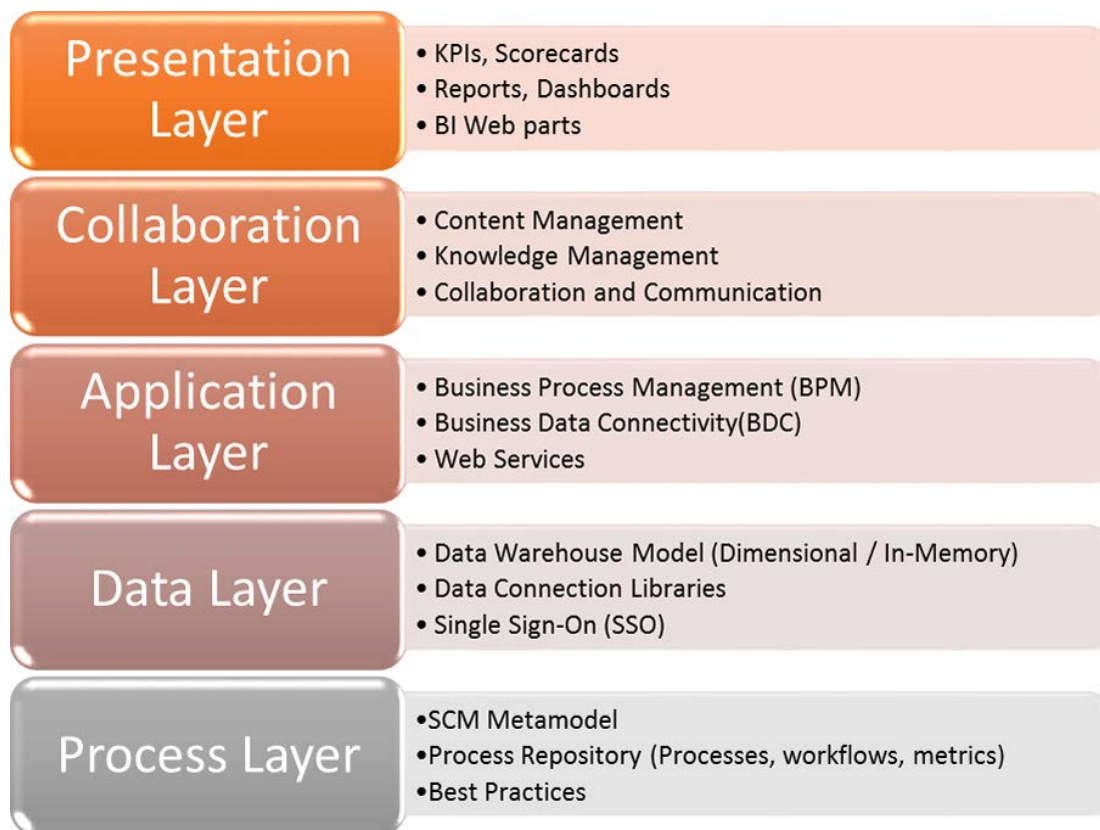 Presentation
Layer
• KPIs, Scorecards
• Reports, Dashboards
• BI Web parts
Collaboration
Layer
• Content Management
• Knowledge Management
• Collaboration and Communication
Application
Layer
• Business Process Management (BPM)
• Business Data Connectivity(BDC)
• Web Services
Data Layer
• Data Warehouse Model (Dimensional / In-Memory)
• Data Connection Libraries
• Single Sign-On (SSO)
Process Layer
•SCM Metamodel
•Process Repository (Processes, workflows, metrics)
•Best Practices